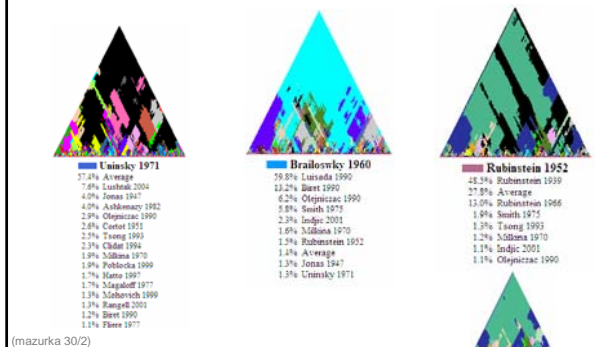 Uninsky 1971
57.4% Average
7.6% Lushtak 2004
4.0% Jonas 1947
4.0% Ashkenazy 1982
2.9% Olejniczac 1990
2.6% Cortot 1951
2.5% Tsong 1993
2.3% Clidat 1994
1.9% Milkina 1970
1.9% Poblocka 1999
1.7% Hatto 1997
1.7% Magaloff 1977
1.3% Mohovich 1999
1.3% Rangell 2001
1.2% Biret 1990
1.1% Fliere 1977
Brailoswky 1960
59.8% Luisada 1990
13.2% Biret 1990
6.2% Olejniczac 1990
5.8% Smith 1975
2.3% Indjic 2001
1.6% Milkina 1970
1.5% Rubinstein 1952
1.4% Average
1.3% Jonas 1947
1.3% Uninsky 1971
Rubinstein 1952
48.5% Rubinstein 1939
27.8% Average
13.0% Rubinstein 1966
1.9% Smith 1975
1.3% Tsong 1993
1.2% Milkina 1970
1.1% Indjic 2001
1.1% Olejniczac 1990
(mazurka 30/2)